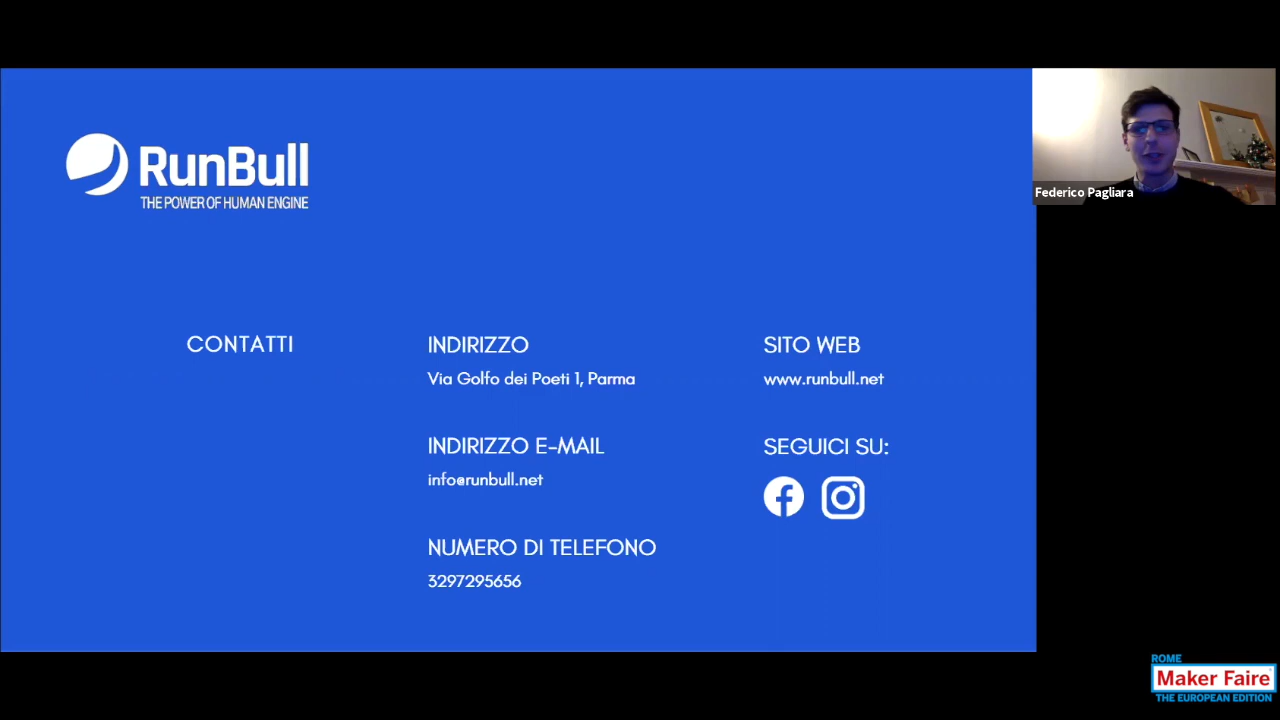 RunBull
THE POWER OF HUMAN ENGINE
Federico Pagliara
CONTATTI
INDIRIZZO
Via Golfo dei Poeti 1, Parma
INDIRIZZO E-MAIL
info@runbull.net
NUMERO DI TELEFONO
3297295656
SITO WEB
www.runbull.net
SEGUICI SU:
ROME
Maker Faire
THE EUROPEAN EDITION